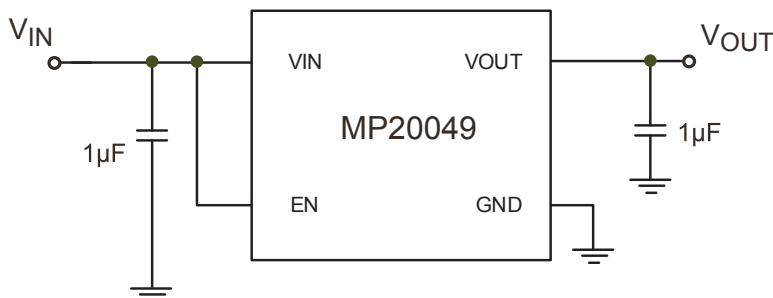 VIN
VOUT
VIN
VOUT
MP20049
1µF
1µF
EN
GND